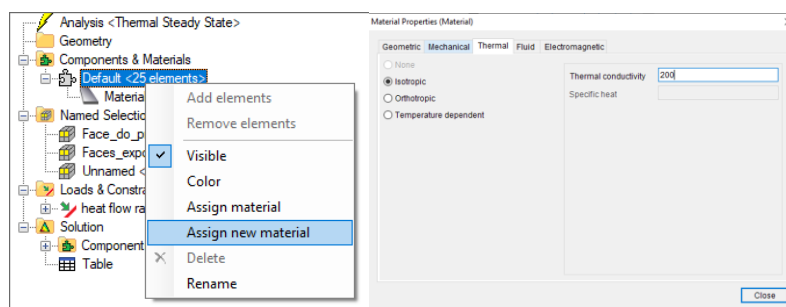 Analysis <Thermal Steady State>
Geometry
Components & Materials
Default <25 elements>
Material
Named Selectio
Face_do_p
Faces_expo
Unnamed <
Loads & Constra
heat flow ra
Solution
Component
Table
Add elements
Remove elements
Visible
Color
Assign material
Assign new material
Delete
Rename
Material Properties (Material)
Geometric Mechanical Thermal Fluid Electromagnetic
None
Isotropic
Orthotropic
Temperature dependent
Thermal conductivity 200
Specific heat
Close